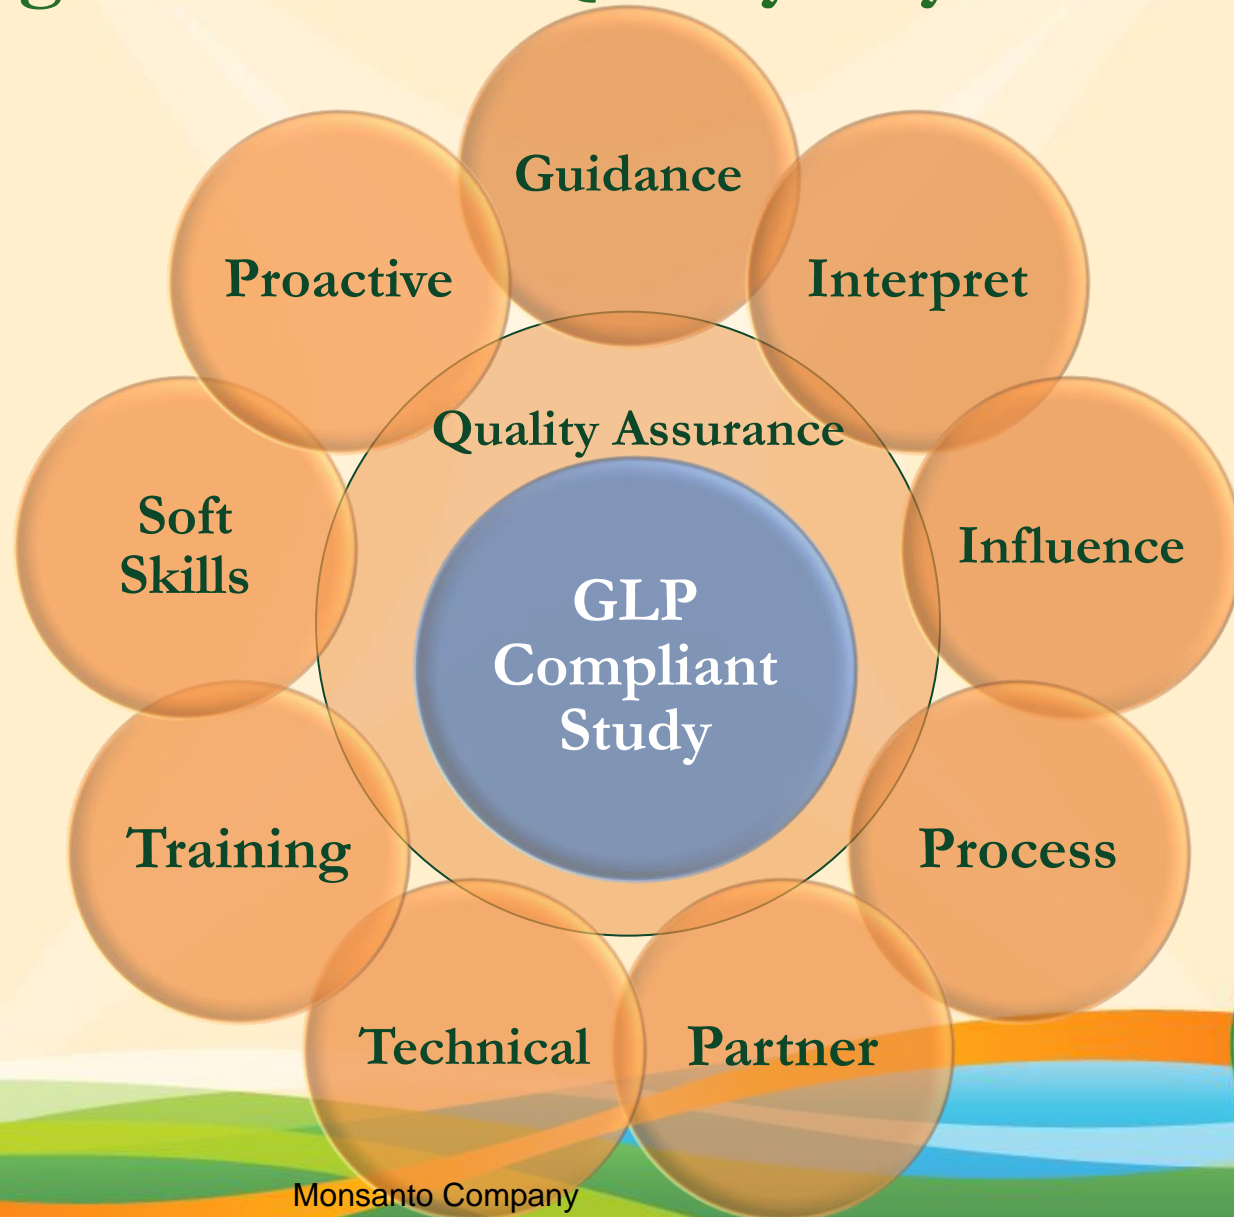 Guidance
Proactive
Interpret
Quality Assurance
Soft
Skills
Influence
GLP
Compliant
Study
Training
Process
Technical
Partner
Monsanto Company